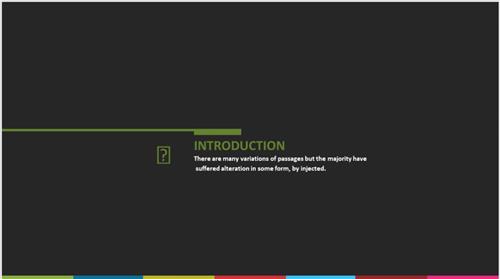 INTRODUCTION
There are many variations of passages but the majority have
suffered alteration in some form, by injected.